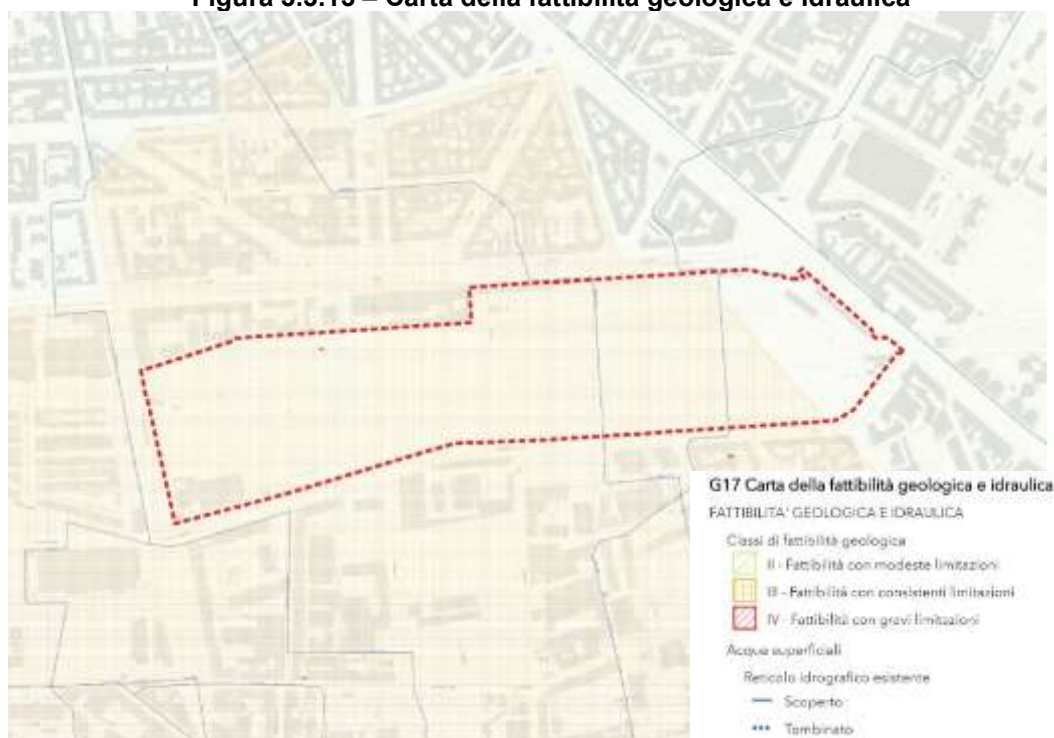 Figura 5.5.15 – Carta della fattibilità geologica e idraulica
G17 Carta della fattibilità geologica e idraulica
FATTIBILITA' GEOLOGICA E IDRAULICA
Classi di fattibilità geologica
II - Fattibilità con modeste limitazioni
III - Fattibilità con consistenti limitazioni
IV - Fattibilità con gravi limitazioni
Acque superficiali
Reticolo idrografico esistente
Scoperto
Tombinato